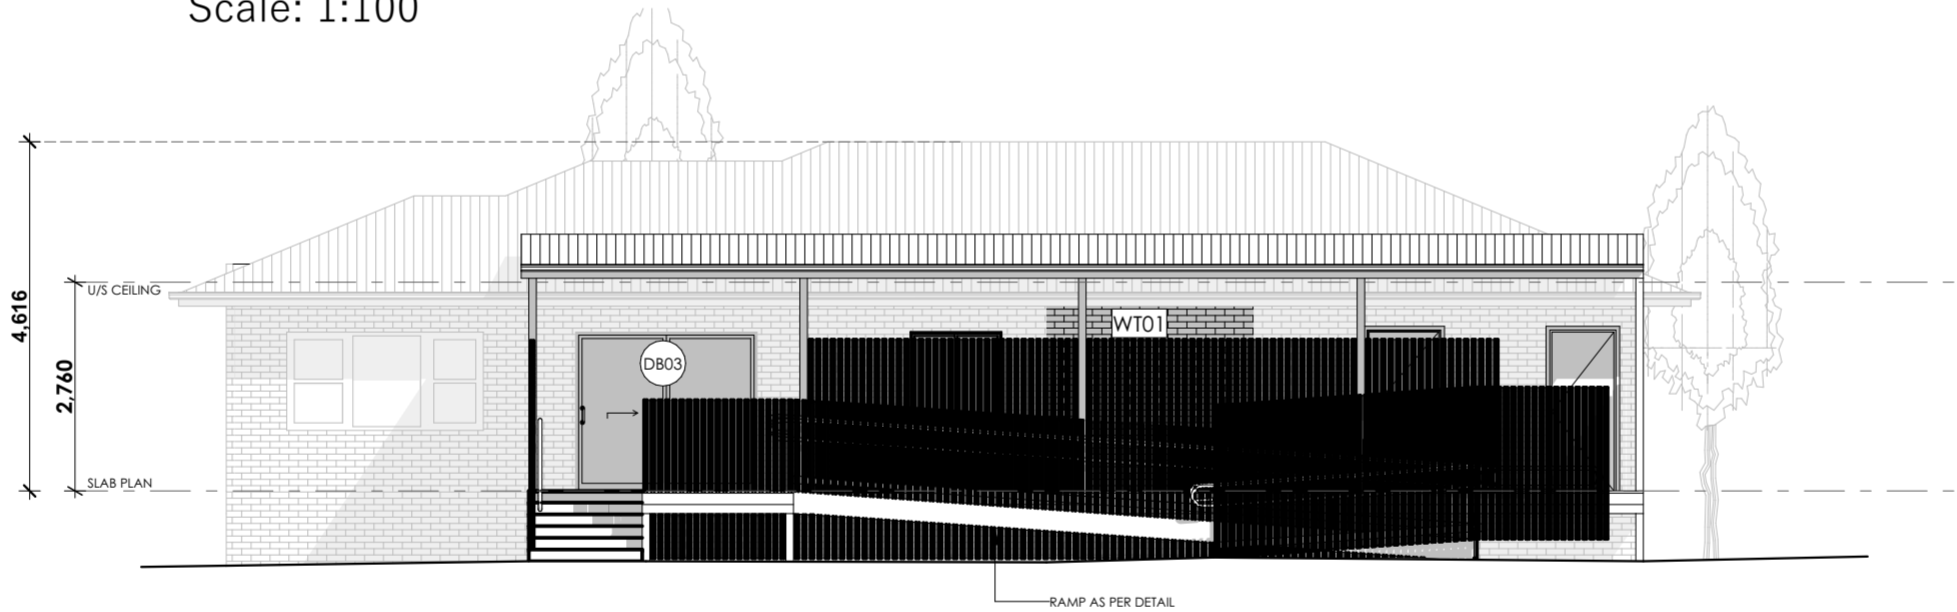 Scale: 1:100
4,616
U/S CEILING
WT01
DB03
2,760
SLAB PLAN
RAMP AS PER DETAIL